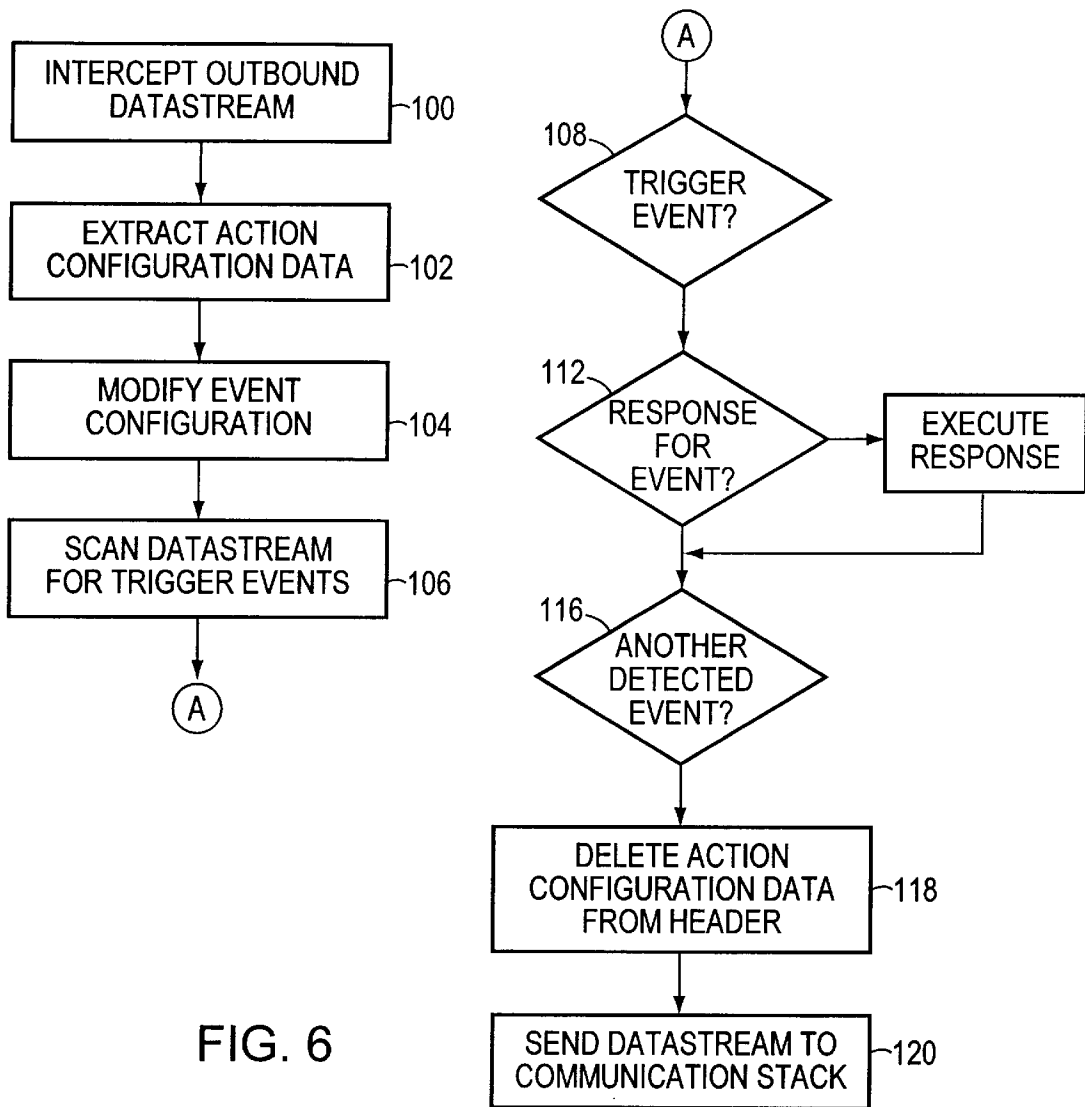 INTERCEPT OUTBOUND
DATASTREAM
100
EXTRACT ACTION
CONFIGURATION DATA
102
MODIFY EVENT
CONFIGURATION
104
SCAN DATASTREAM
FOR TRIGGER EVENTS
106
A
A
108
TRIGGER
EVENT?
112
RESPONSE
FOR
EVENT?
EXECUTE
RESPONSE
116
ANOTHER
DETECTED
EVENT?
DELETE ACTION
CONFIGURATION DATA
FROM HEADER
118
SEND DATASTREAM TO
COMMUNICATION STACK
120
FIG. 6